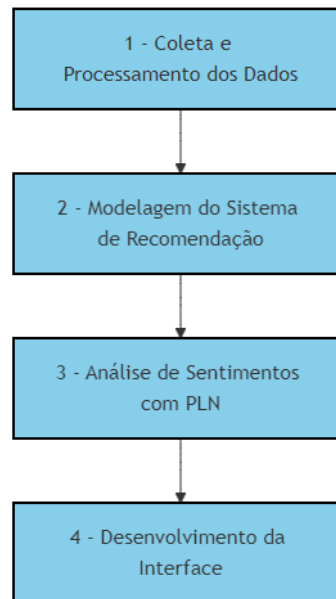 1 - Coleta e
Processamento dos Dados
2 - Modelagem do Sistema
de Recomendação
3 - Análise de Sentimentos
com PLN
4 - Desenvolvimento da
Interface